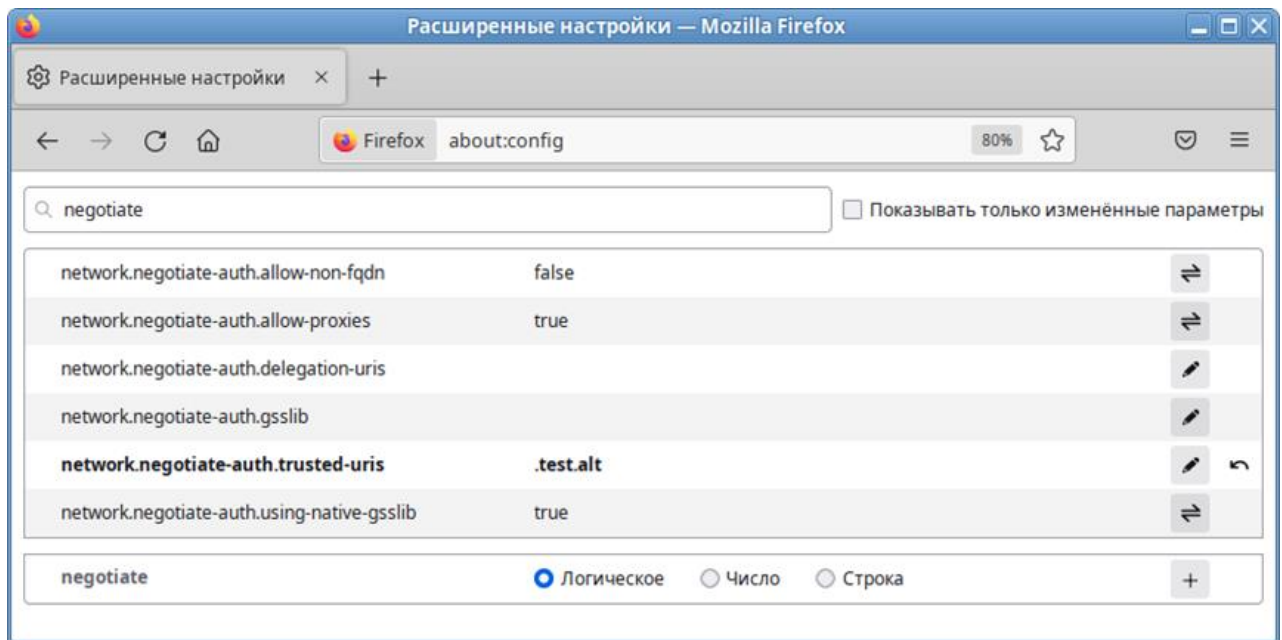 Расширенные настройки — Mozilla Firefox
Расширенные настройки
Firefox about:config 80%
negotiate Показывать только изменённые параметры
network.negotiate-auth.allow-non-fqdn false
network.negotiate-auth.allow-proxies true
network.negotiate-auth.delegation-uris
network.negotiate-auth.gsslib
network.negotiate-auth.trusted-uris .test.alt
network.negotiate-auth.using-native-gsslib true
negotiate Логическое Число Строка